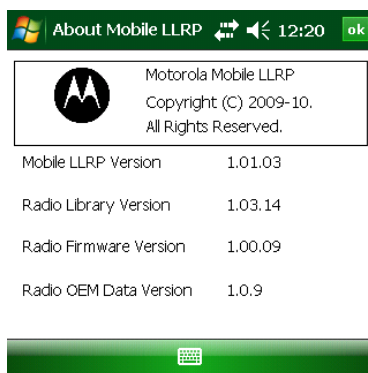 About Mobile LLRP 12:20 ok
Motorola Mobile LLRP
Copyright (C) 2009-10.
All Rights Reserved.
Mobile LLRP Version 1.01.03
Radio Library Version 1.03.14
Radio Firmware Version 1.00.09
Radio OEM Data Version 1.0.9